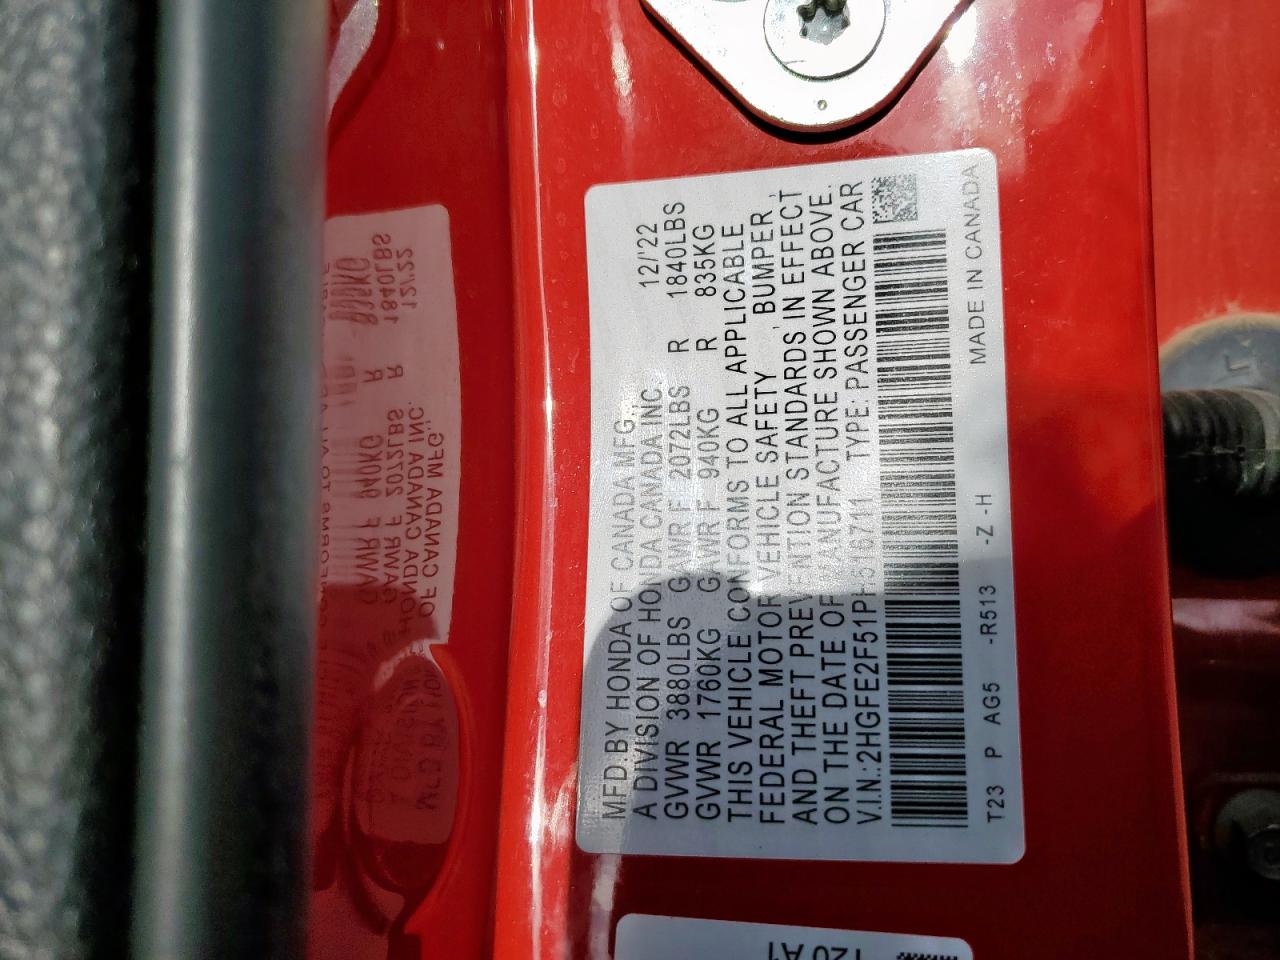 MFD. BY HONDA OF CANADA MFG.,
A DIVISION OF HONDA CANADA INC. 12/'22
GVWR 3880LBS GAWR F 2072LBS R 1840LBS
GVWR 1760KG GAWR F 940KG R 835KG
THIS VEHICLE CONFORMS TO ALL APPLICABLE
FEDERAL MOTOR VEHICLE SAFETY, BUMPER,
AND THEFT PREVENTION STANDARDS IN EFFECT
ON THE DATE OF MANUFACTURE SHOWN ABOVE.
V.I.N.:2HGFE2F51PH516711 TYPE: PASSENGER CAR
T23 P AG5 -R513 -Z -H MADE IN CANADA